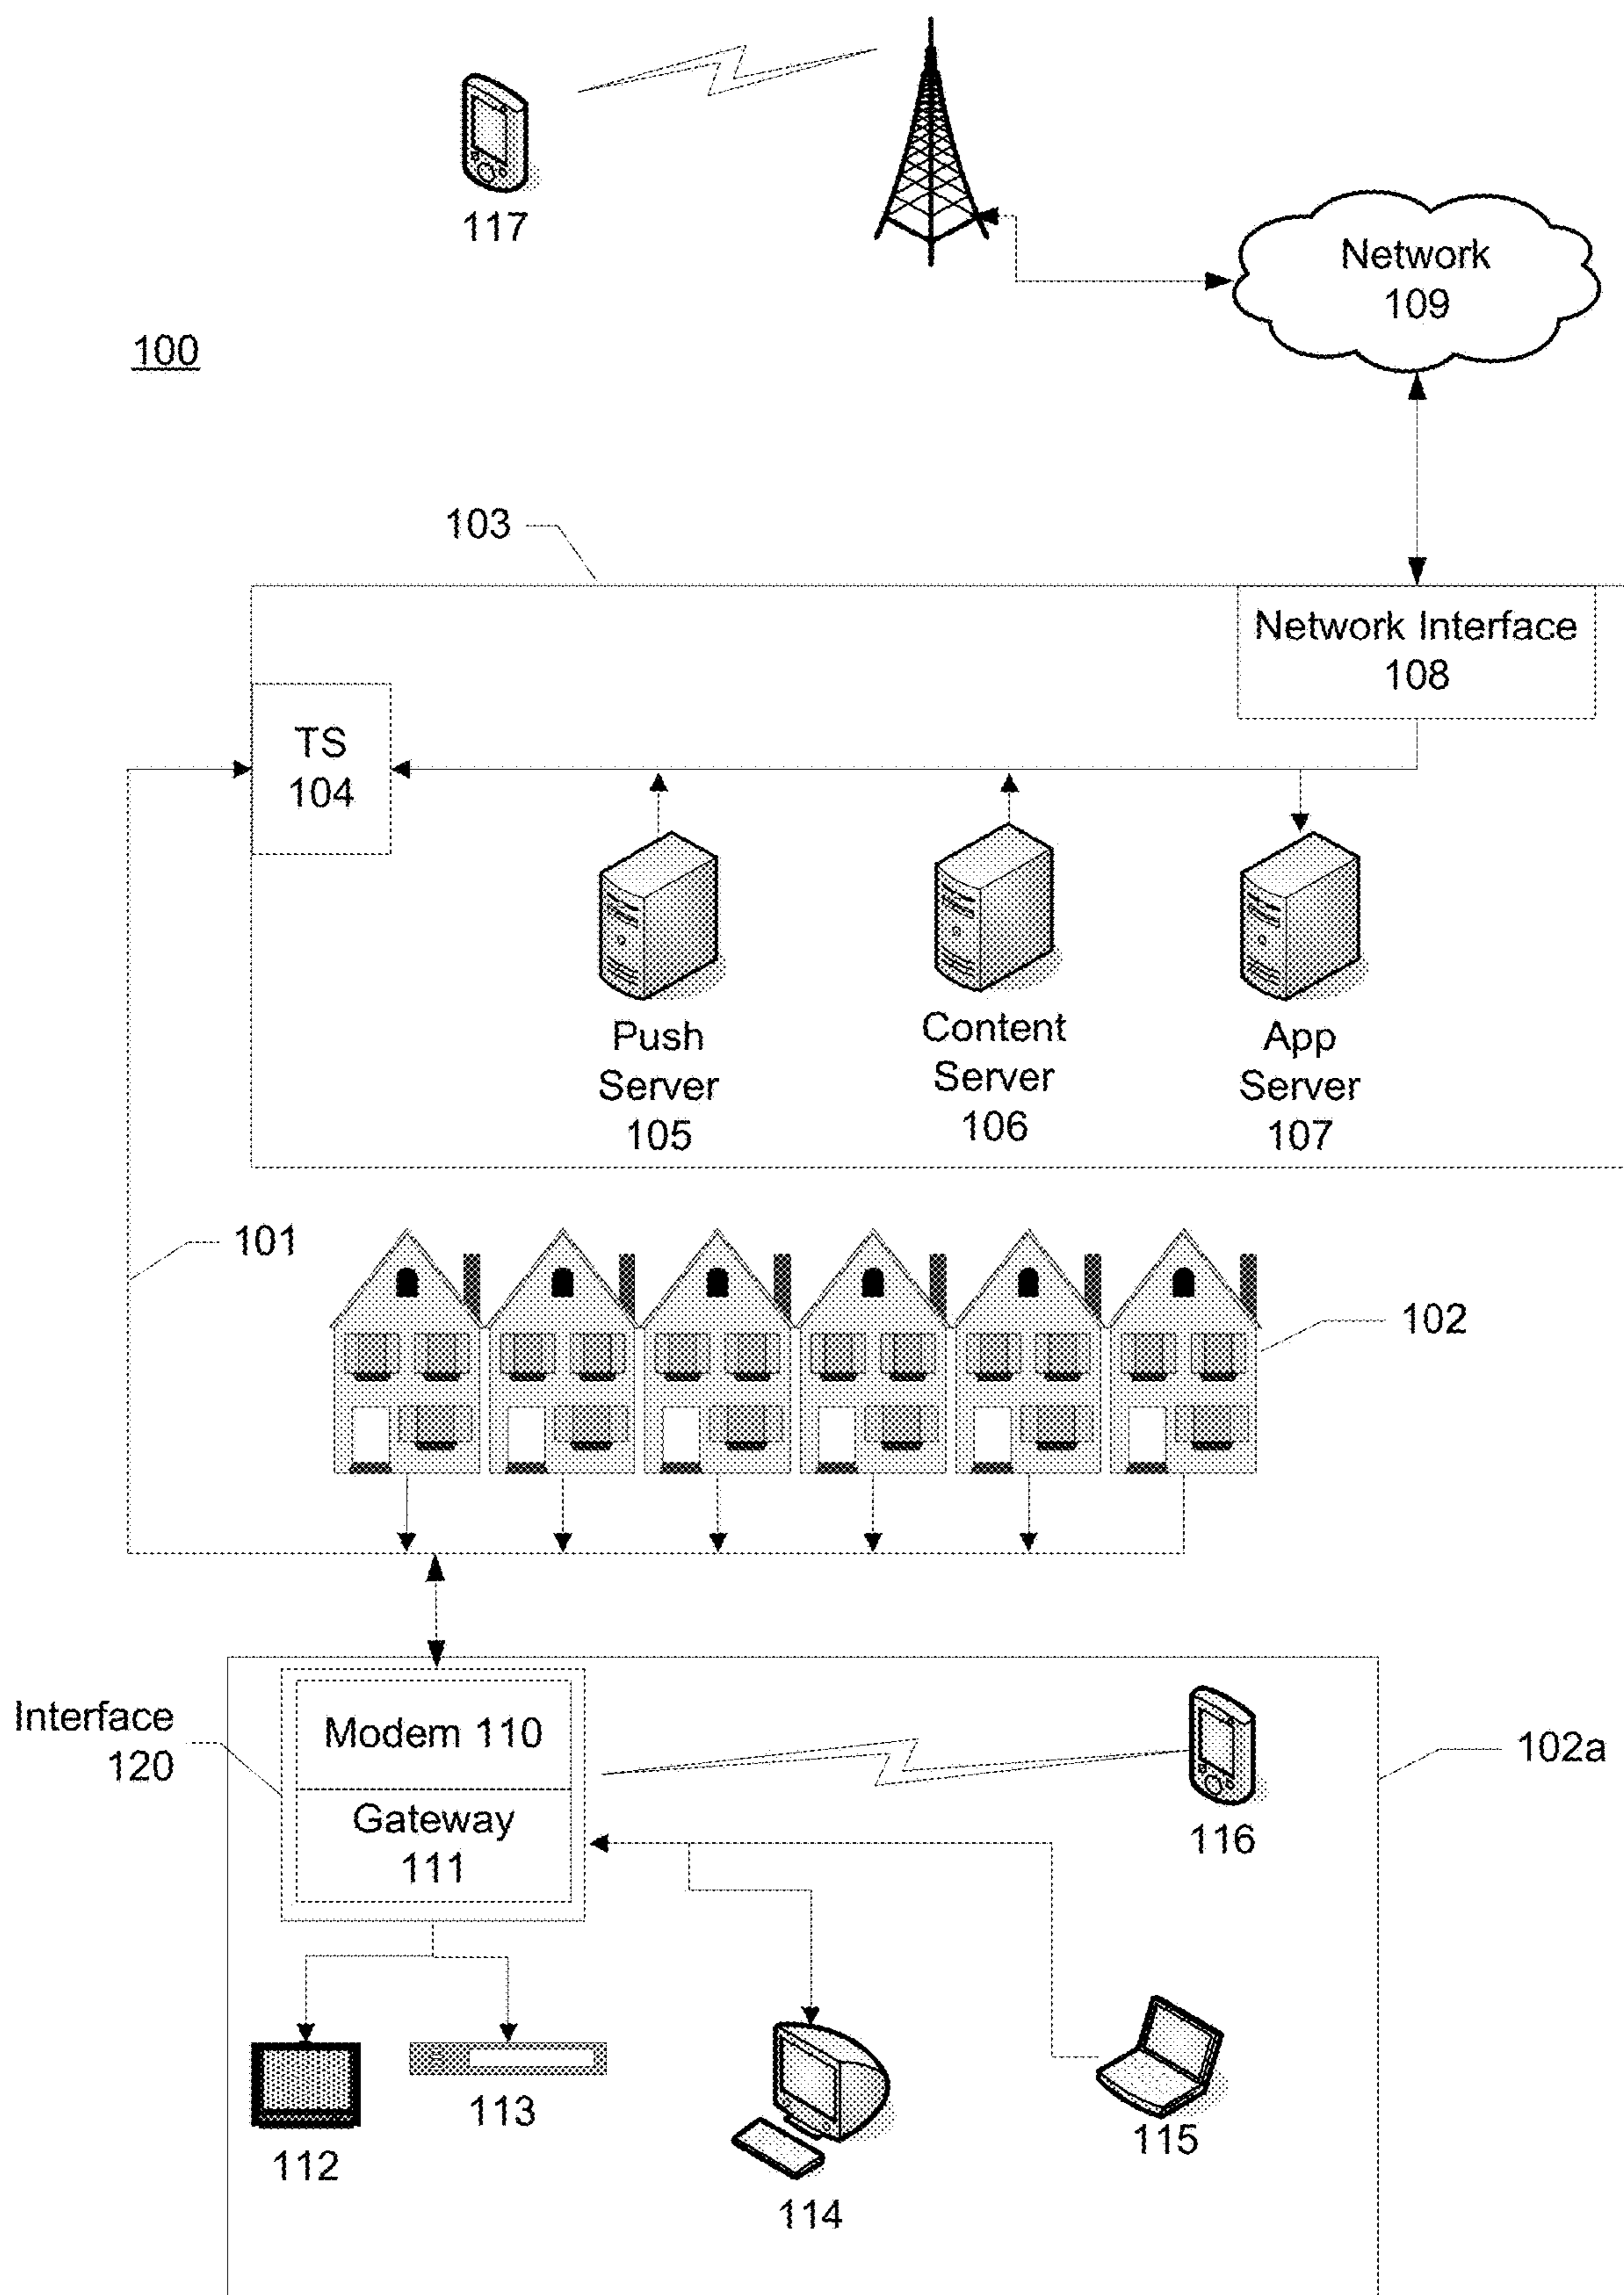 117
Network
109
100
103
Network Interface
108
TS
104
Push
Server
105
Content
Server
106
App
Server
107
101
102
Interface
120
Modem 110
Gateway
111
102a
116
112
113
114
115